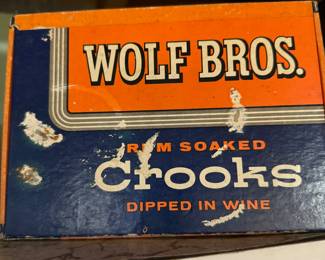 WOLF BROS.
RUM SOAKED
Crooks
DIPPED IN WINE